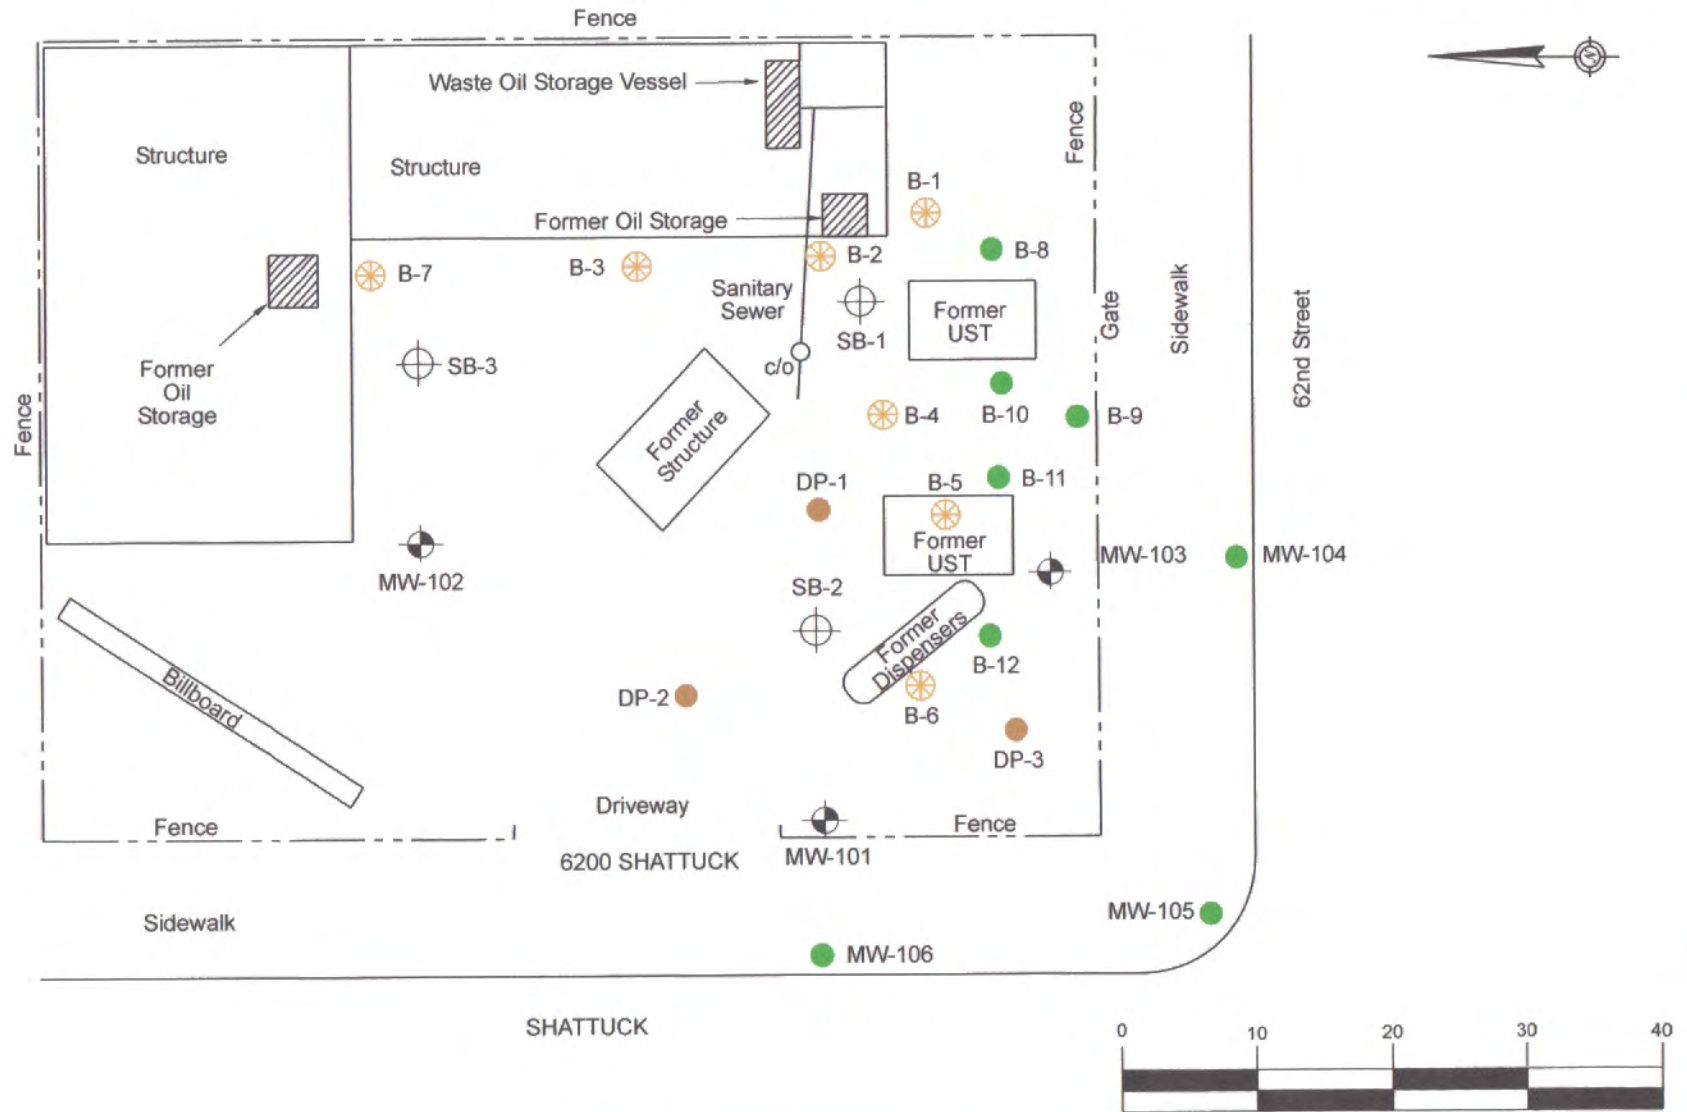 Fence
N
Waste Oil Storage Vessel
Fence
Structure
Structure
B-1
Former Oil Storage
B-8
B-2
B-3
B-7
Sanitary
Sewer
SB-1
Former
UST
Gate
Sidewalk
62nd Street
c/o
SB-3
Former
Oil
Storage
Fence
Former
Structure
B-4
B-10
B-9
DP-1
B-5
B-11
Former
UST
MW-103
MW-104
MW-102
SB-2
Former
Dispensers
B-12
Billboard
DP-2
B-6
DP-3
Driveway
Fence
Fence
6200 SHATTUCK
MW-101
Sidewalk
MW-105
MW-106
SHATTUCK
0 10 20 30 40